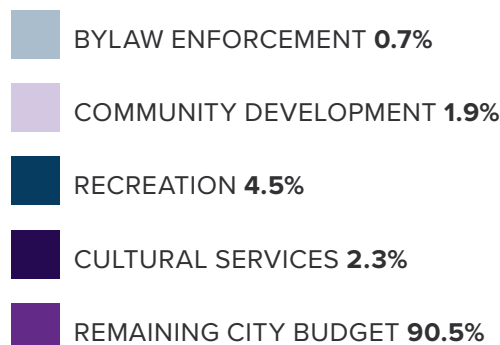 BYLAW ENFORCEMENT 0.7%
COMMUNITY DEVELOPMENT 1.9%
RECREATION 4.5%
CULTURAL SERVICES 2.3%
REMAINING CITY BUDGET 90.5%